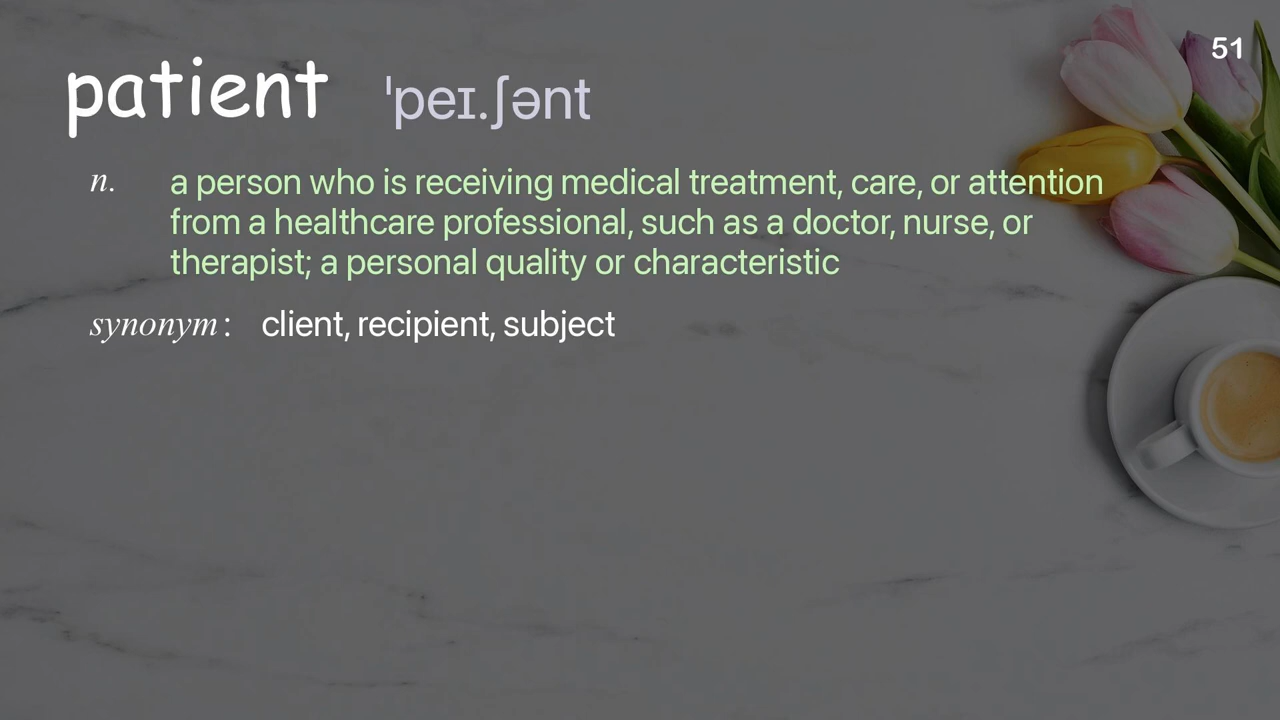 51
patient ˈpeɪ.ʃənt
n. a person who is receiving medical treatment, care, or attention
from a healthcare professional, such as a doctor, nurse, or
therapist; a personal quality or characteristic
synonym: client, recipient, subject